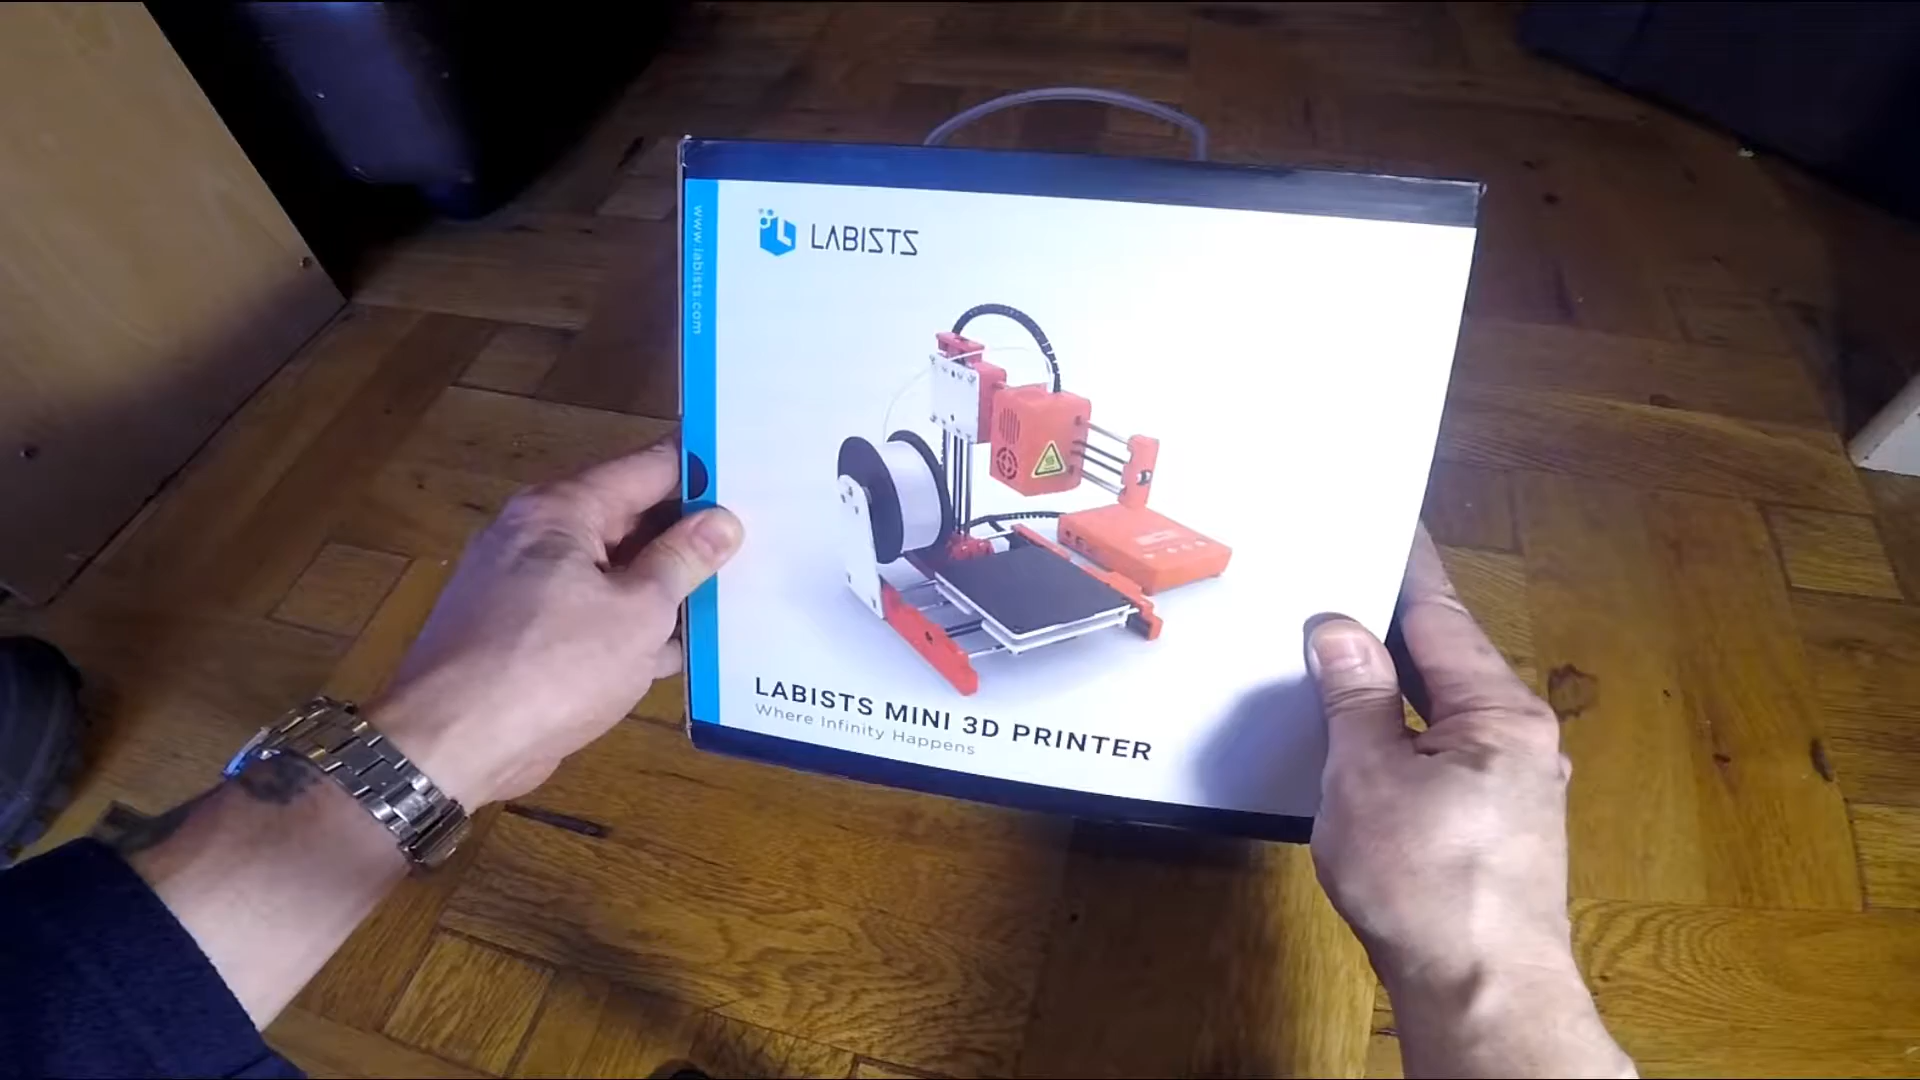 www.labists.com
LABISTS
LABISTS MINI 3D PRINTER
Where Infinity Happens